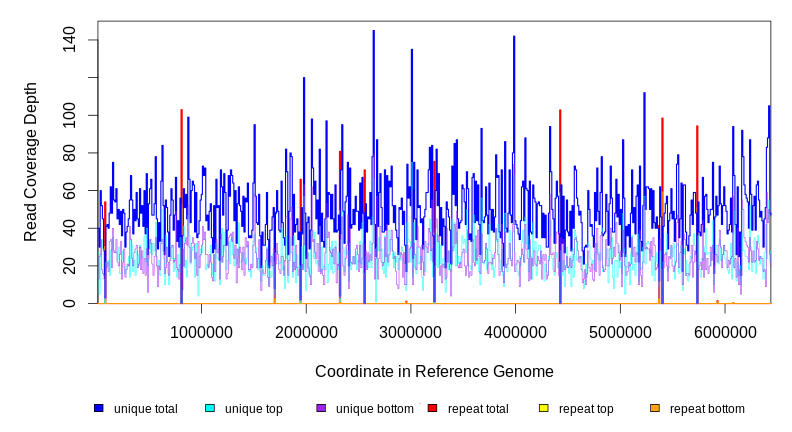 140
100
80
60
40
20
0
Read Coverage Depth
1000000 2000000 3000000 4000000 5000000 6000000
Coordinate in Reference Genome
unique total unique top unique bottom repeat total repeat top repeat bottom